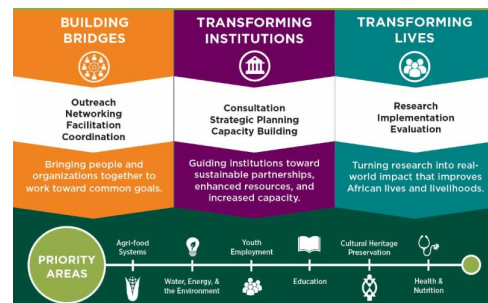 BUILDING
BRIDGES
Outreach
Networking
Facilitation
Coordination
Bringing people and
organizations together to
work toward common goals.
TRANSFORMING
INSTITUTIONS
Consultation
Strategic Planning
Capacity Building
Guiding institutions toward
sustainable partnerships,
enhanced resources, and
increased capacity.
TRANSFORMING
LIVES
Research
Implementation
Evaluation
Turning research into real-
world impact that improves
African lives and livelihoods.
PRIORITY
AREAS
Agri-food
Systems
Water, Energy, &
the Environment
Youth
Employment
Education
Cultural Heritage
Preservation
Health &
Nutrition